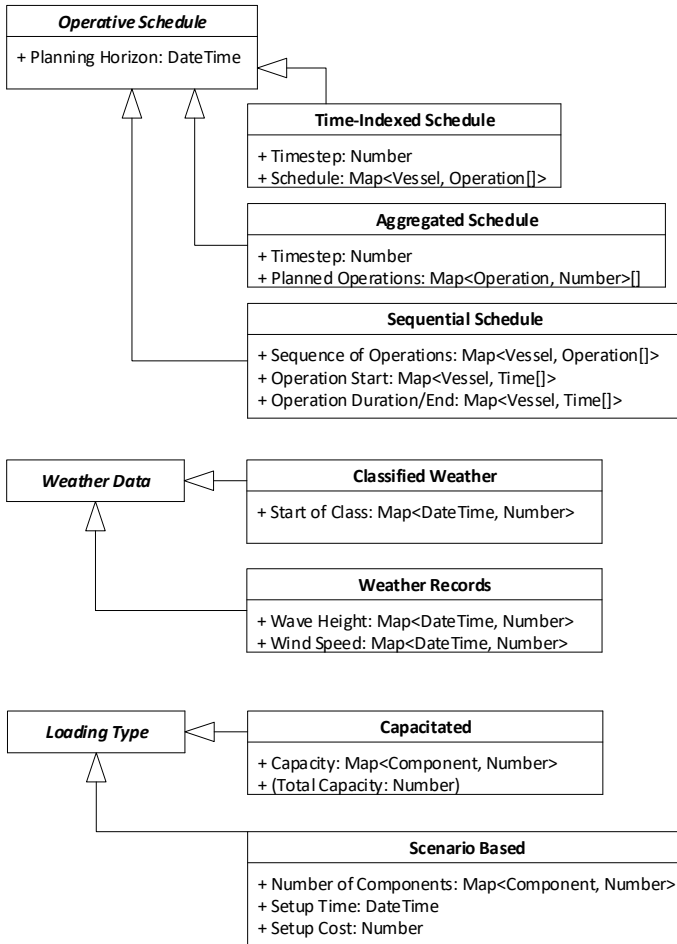 Operative Schedule
+ Planning Horizon: DateTime
Time-Indexed Schedule
+ Timestep: Number
+ Schedule: Map<Vessel, Operation[]>
Aggregated Schedule
+ Timestep: Number
+ Planned Operations: Map<Operation, Number>[]
Sequential Schedule
+ Sequence of Operations: Map<Vessel, Operation[]>
+ Operation Start: Map<Vessel, Time[]>
+ Operation Duration/End: Map<Vessel, Time[]>
Weather Data
Classified Weather
+ Start of Class: Map<DateTime, Number>
Weather Records
+ Wave Height: Map<DateTime, Number>
+ Wind Speed: Map<DateTime, Number>
Loading Type
Capacitated
+ Capacity: Map<Component, Number>
+ (Total Capacity: Number)
Scenario Based
+ Number of Components: Map<Component, Number>
+ Setup Time: DateTime
+ Setup Cost: Number